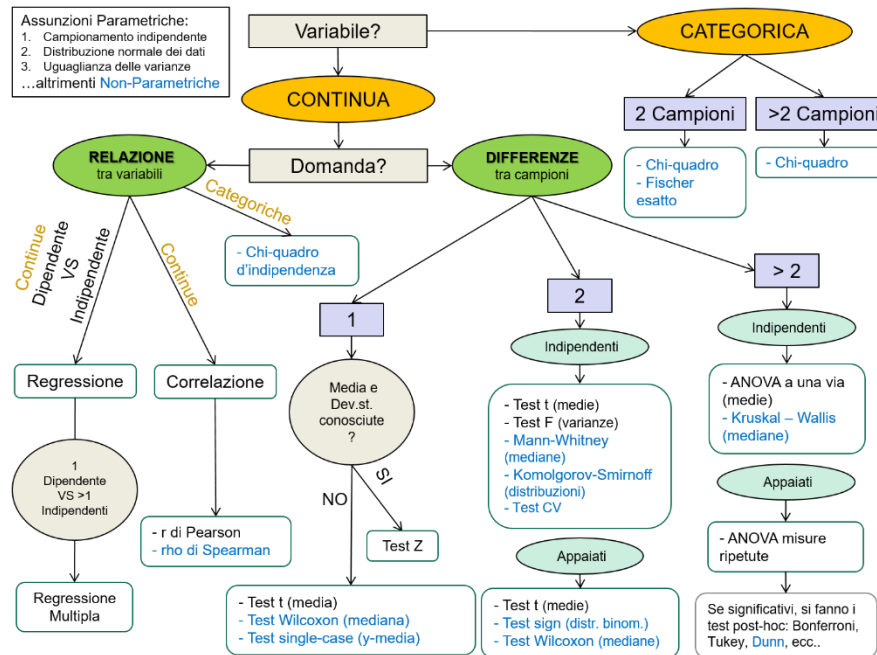 Assunzioni Parametriche:
1. Campionamento indipendente
2. Distribuzione normale dei dati
3. Uguaglianza delle varianze
…altrimenti Non-Parametriche
Variabile?
CATEGORICA
CONTINUA
2 Campioni
>2 Campioni
- Chi-quadro
- Fischer
esatto
- Chi-quadro
Domanda?
RELAZIONE
tra variabili
DIFFERENZE
tra campioni
Categoriche
- Chi-quadro
d'indipendenza
Continue
Dipendente
VS
Indipendente
Continue
Regressione
Correlazione
1
Dipendente
VS >1
Indipendenti
- r di Pearson
- rho di Spearman
Regressione
Multipla
1
Media e
Dev.st.
conosciute
?
NO
SI
Test Z
- Test t (media)
- Test Wilcoxon (mediana)
- Test single-case (y-media)
2
Indipendenti
- Test t (medie)
- Test F (varianze)
- Mann-Whitney
(mediane)
- Komolgorov-Smirnoff
(distribuzioni)
- Test CV
Appaiati
- Test t (medie)
- Test sign (distr. binom.)
- Test Wilcoxon (mediane)
> 2
Indipendenti
- ANOVA a una via
(medie)
- Kruskal – Wallis
(mediane)
Appaiati
- ANOVA misure
ripetute
Se significativi, si fanno i
test post-hoc: Bonferroni,
Tukey, Dunn, ecc..